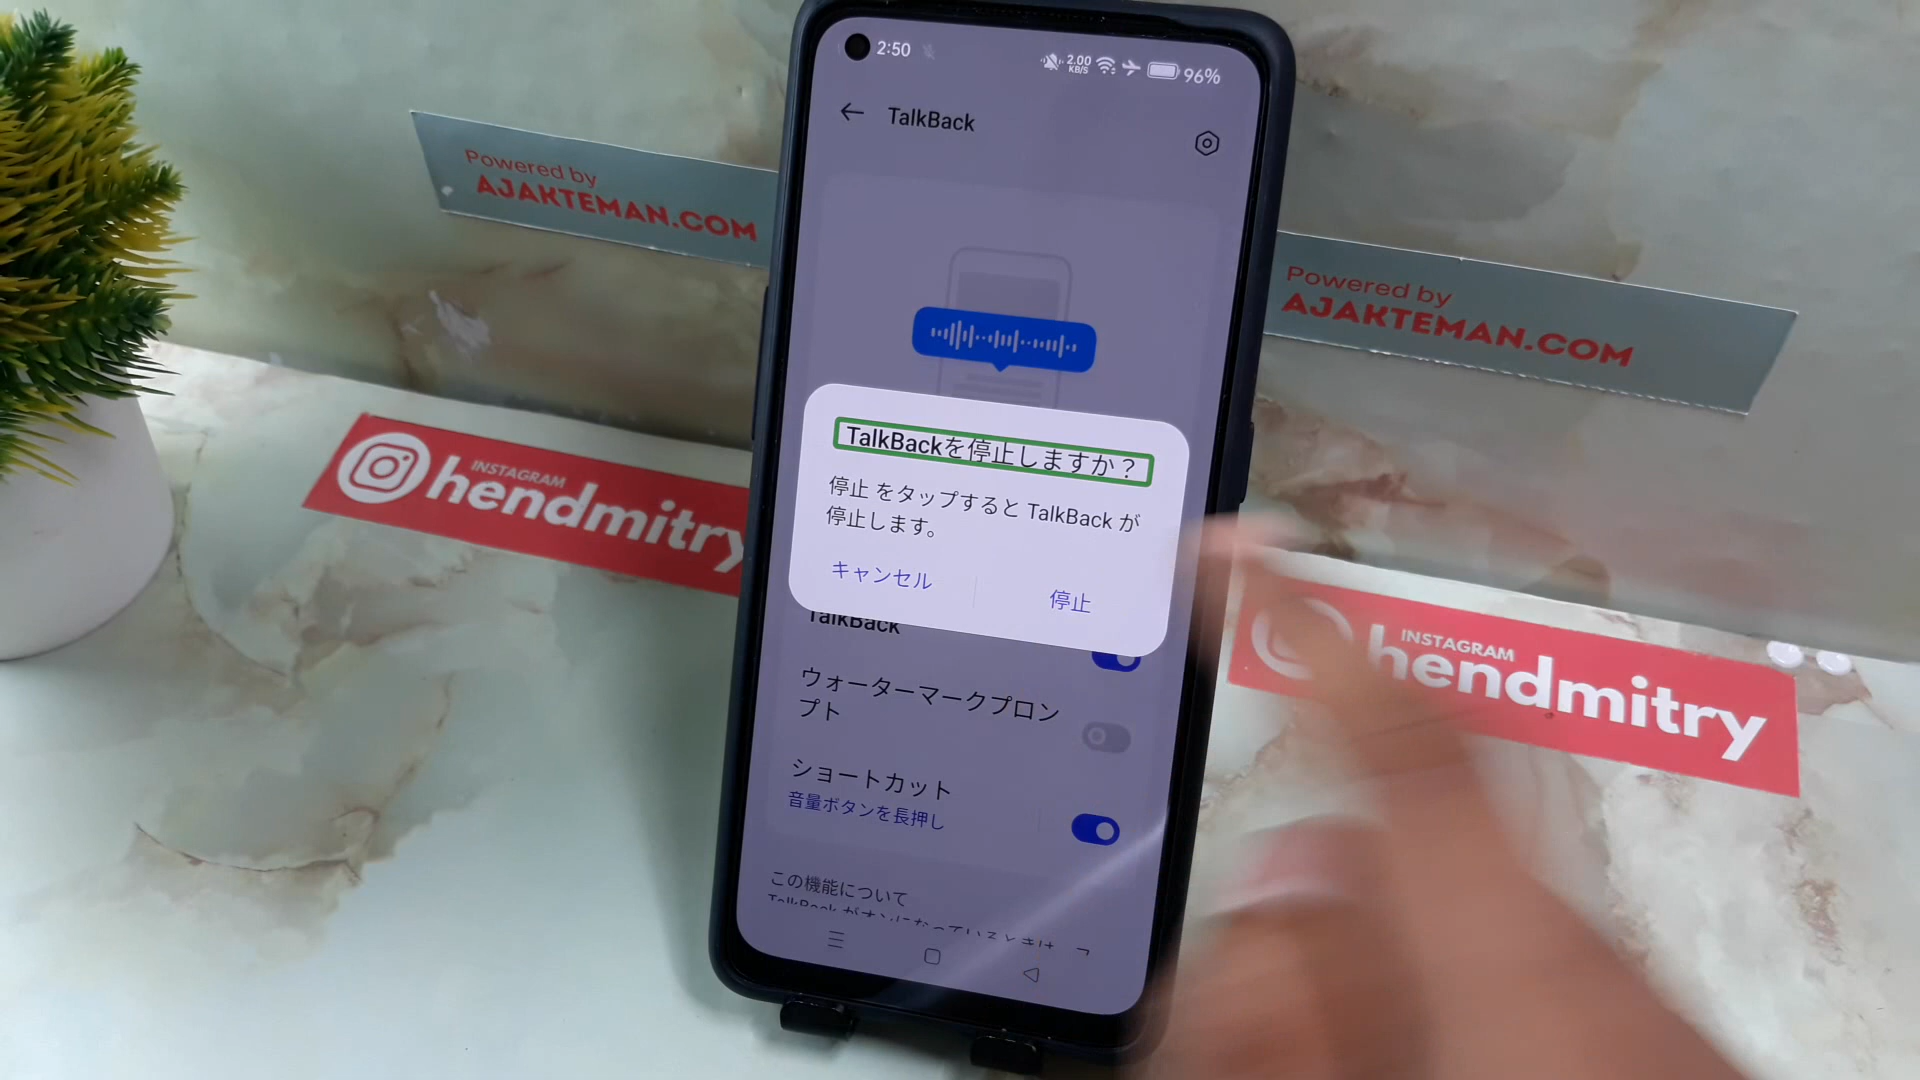 2:50
2.00
KB/S
96%
TalkBack
Powered by
AJAKTEMAN.COM
Powered by
AJAKTEMAN.COM
INSTAGRAM
hendmitry
TalkBackを停止しますか？
停止 をタップすると TalkBack が
停止します。
キャンセル
停止
TalkBack
INSTAGRAM
hendmitry
ウォーターマークプロン
プト
ショートカット
音量ボタンを長押し
この機能について